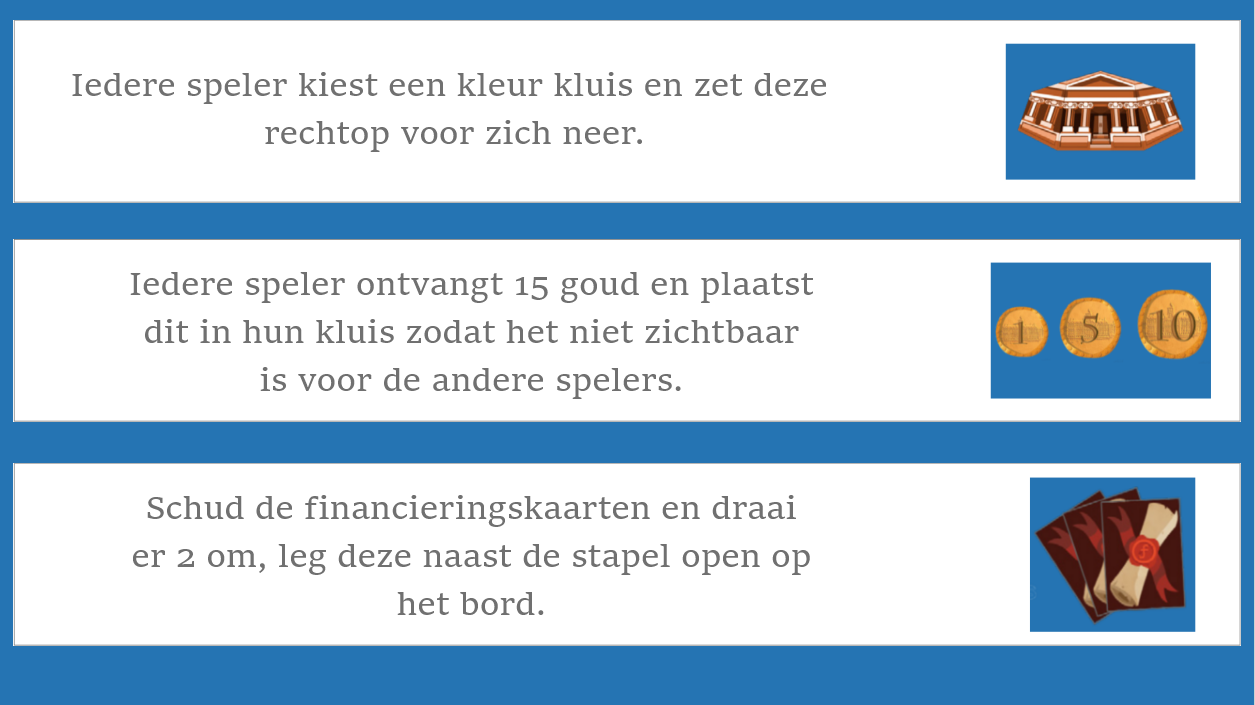 Iedere speler kiest een kleur kluis en zet deze
rechtop voor zich neer.
Iedere speler ontvangt 15 goud en plaatst
dit in hun kluis zodat het niet zichtbaar
is voor de andere spelers.
1 5 10
Schud de financieringskaarten en draai
er 2 om, leg deze naast de stapel open op
het bord.